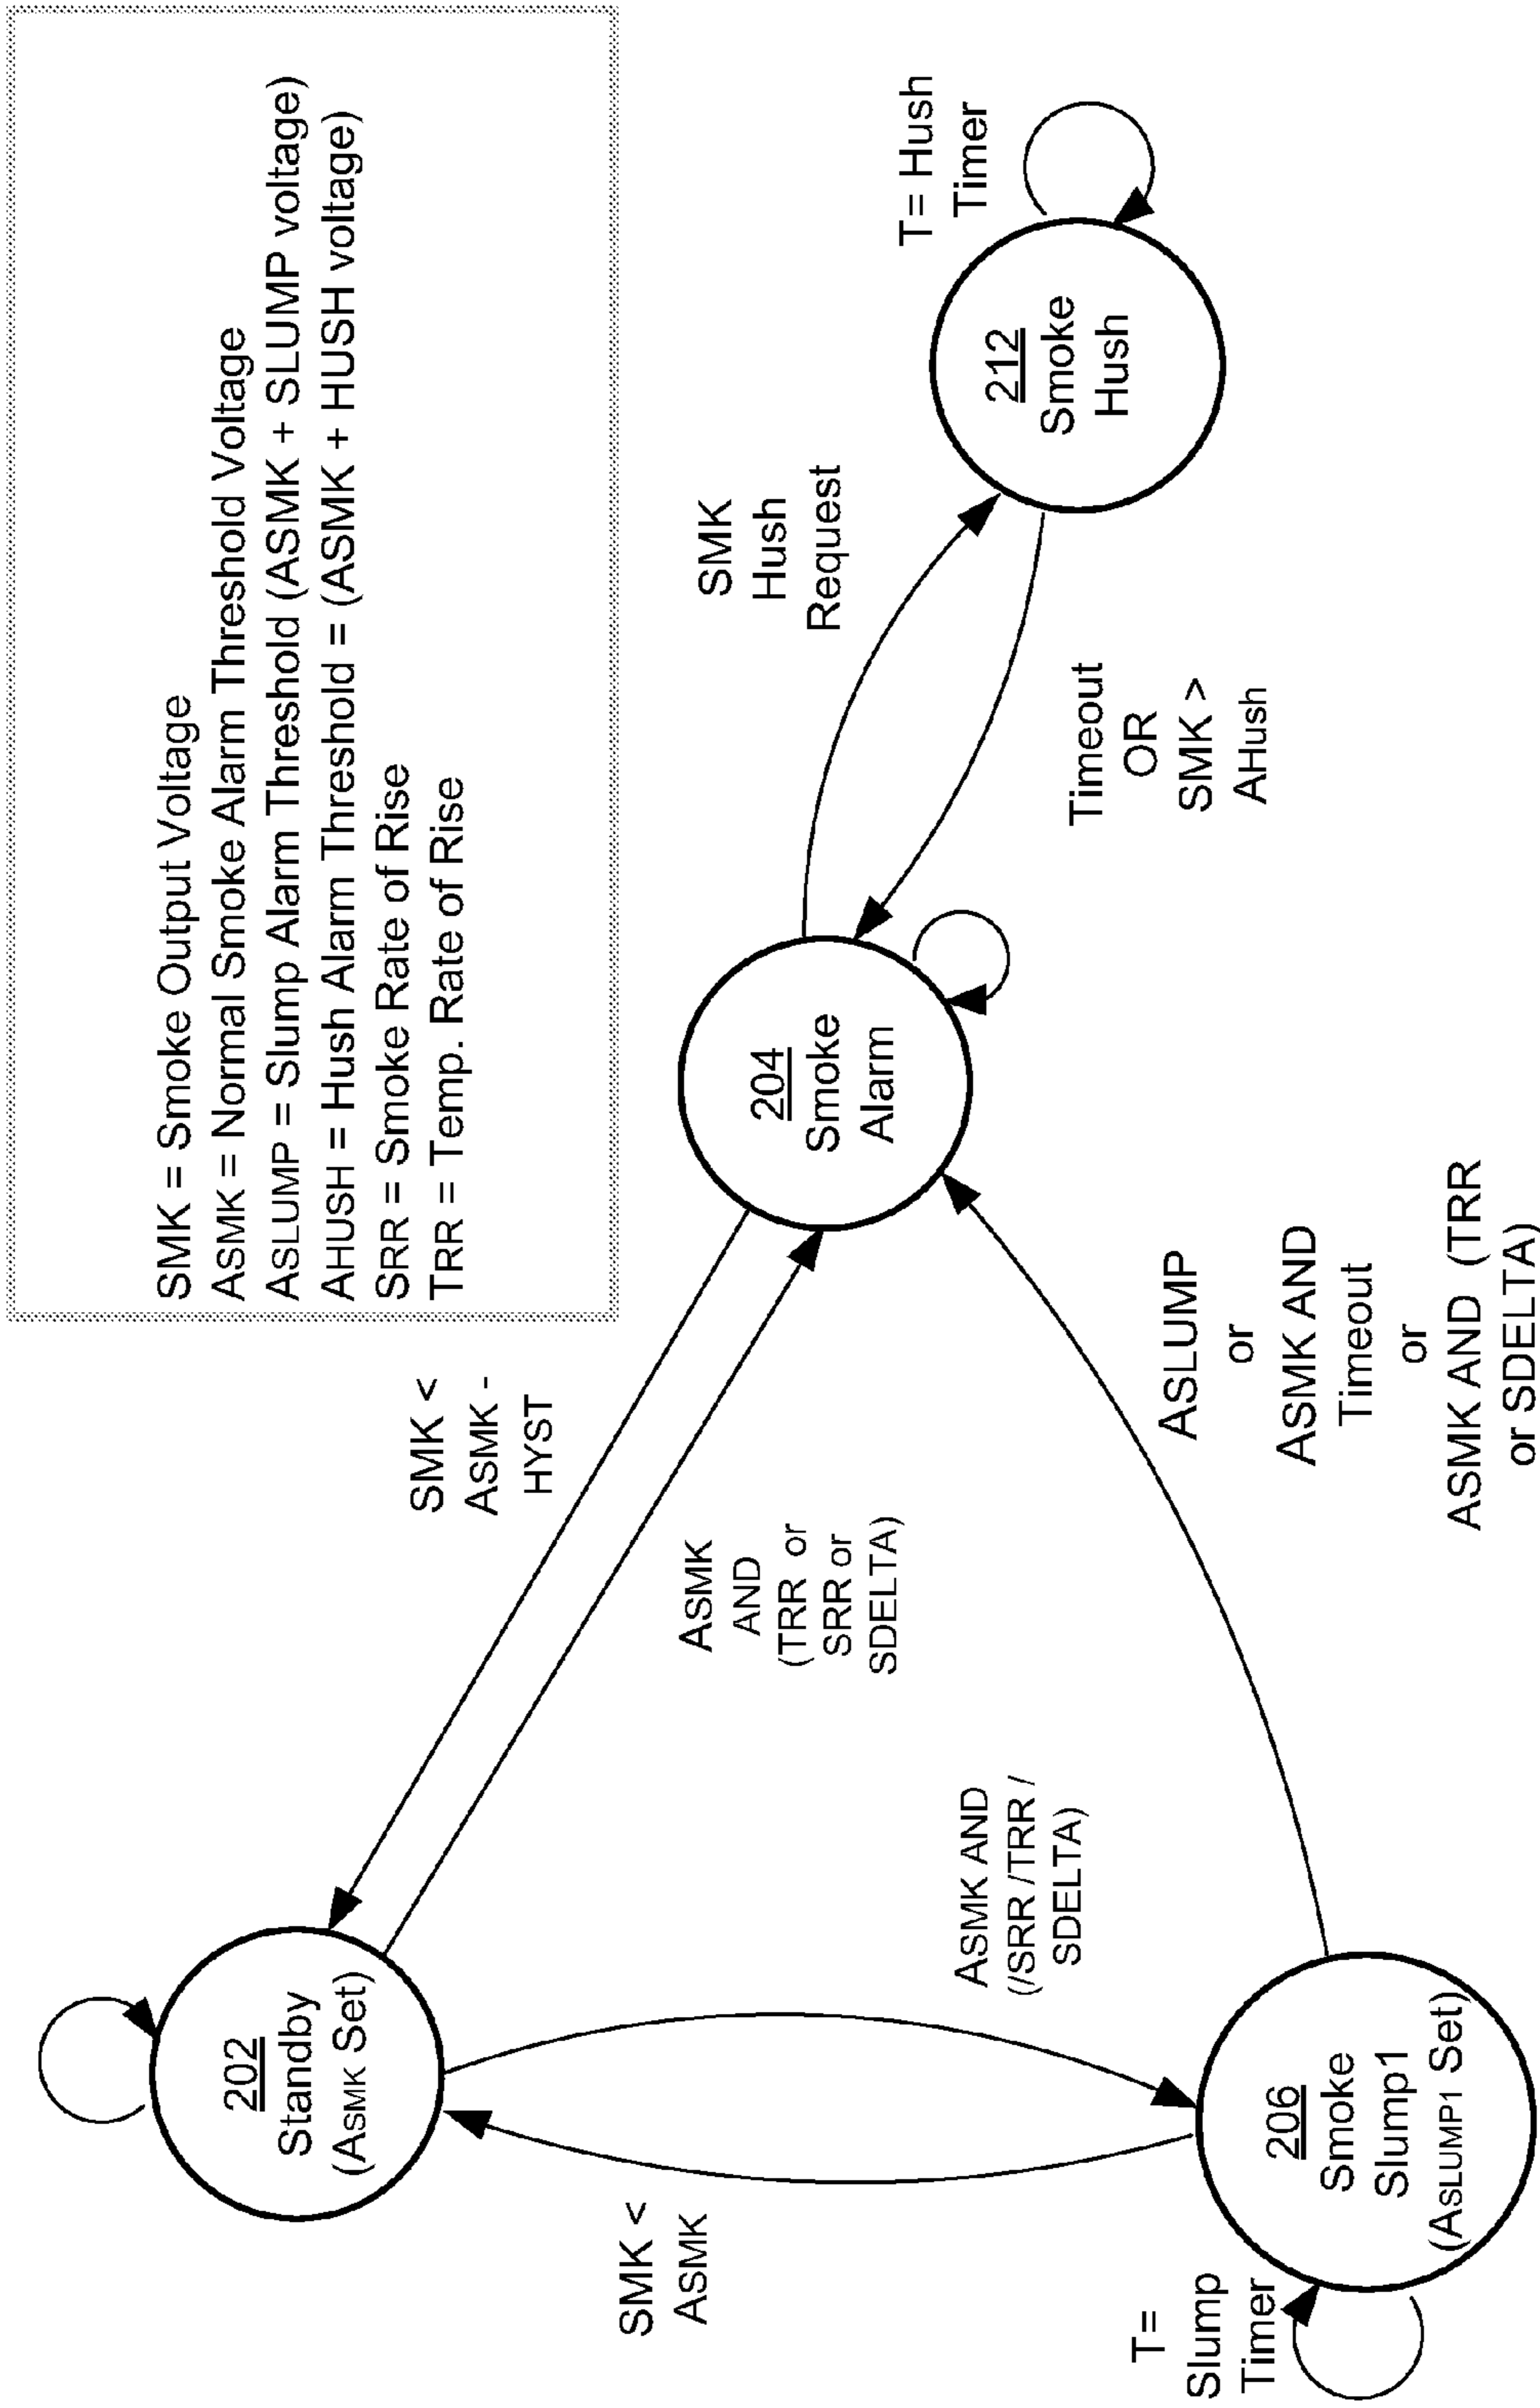 SMK = Smoke Output Voltage
ASMK = Normal Smoke Alarm Threshold Voltage
ASLUMP = Slump Alarm Threshold (ASMK + SLUMP voltage)
AHUSH = Hush Alarm Threshold = (ASMK + HUSH voltage)
SRR = Smoke Rate of Rise
TRR = Temp. Rate of Rise
202
Standby
(ASMK Set)
SMK <
ASMK -
HYST
ASMK
AND
(TRR or
SRR or
SDELTA)
204
Smoke
Alarm
SMK
Hush
Request
Timeout
OR
SMK >
AHush
212
Smoke
Hush
T= Hush
Timer
SMK <
ASMK
ASMK AND
(/SRR /TRR /
SDELTA)
206
Smoke
Slump1
(ASLUMP1 Set)
T=
Slump
Timer
ASLUMP
or
ASMK AND
Timeout
or
ASMK AND (TRR
or SDELTA)